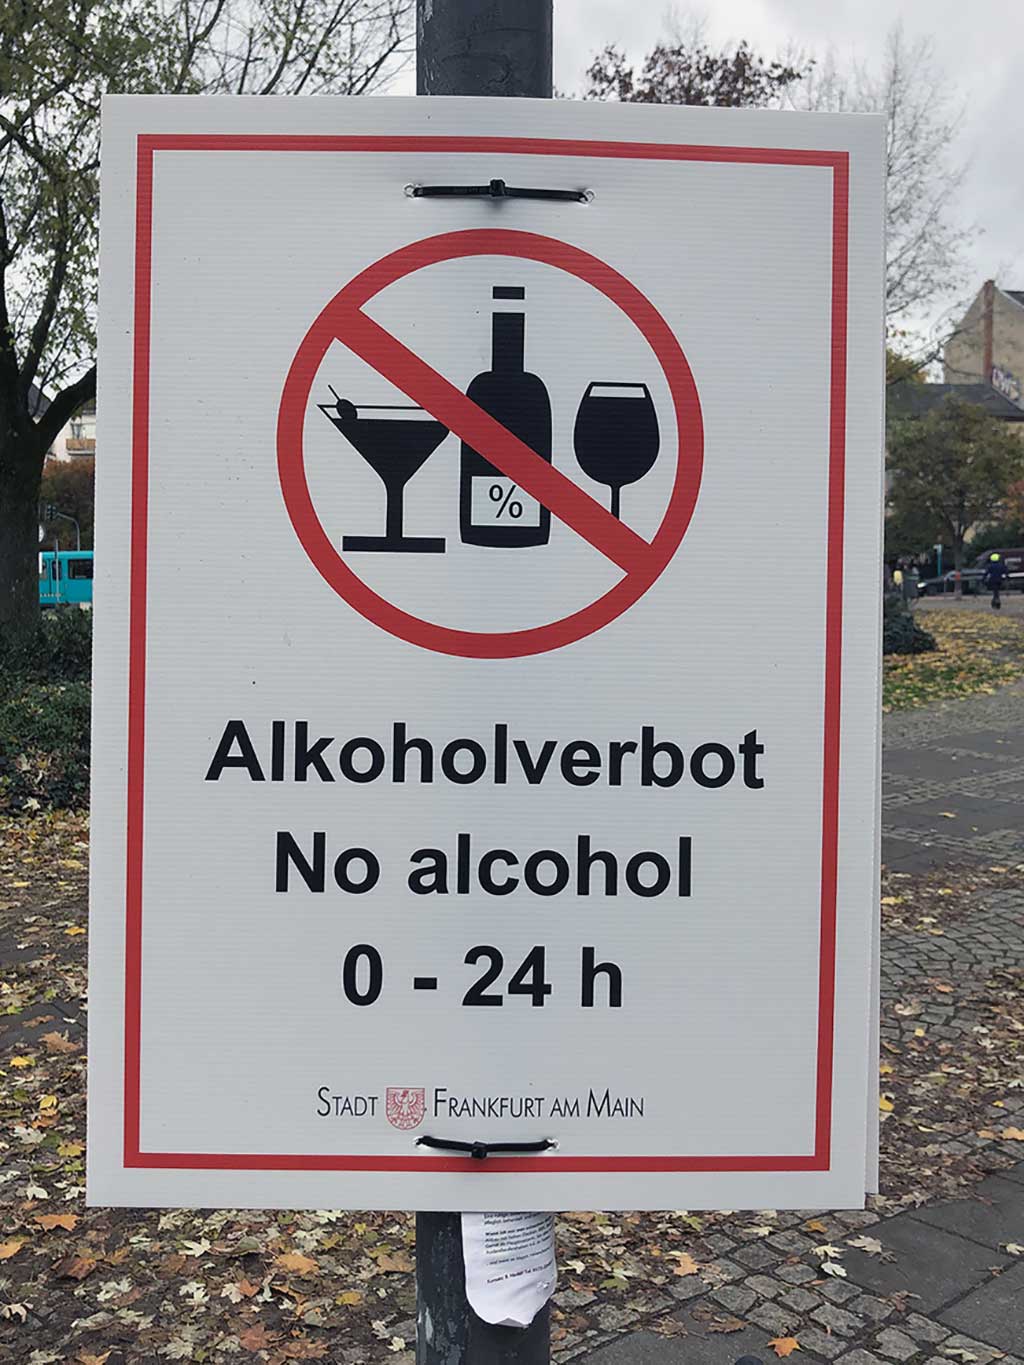 %
Alkoholverbot
No alcohol
0 - 24 h
STADT FRANKFURT AM MAIN